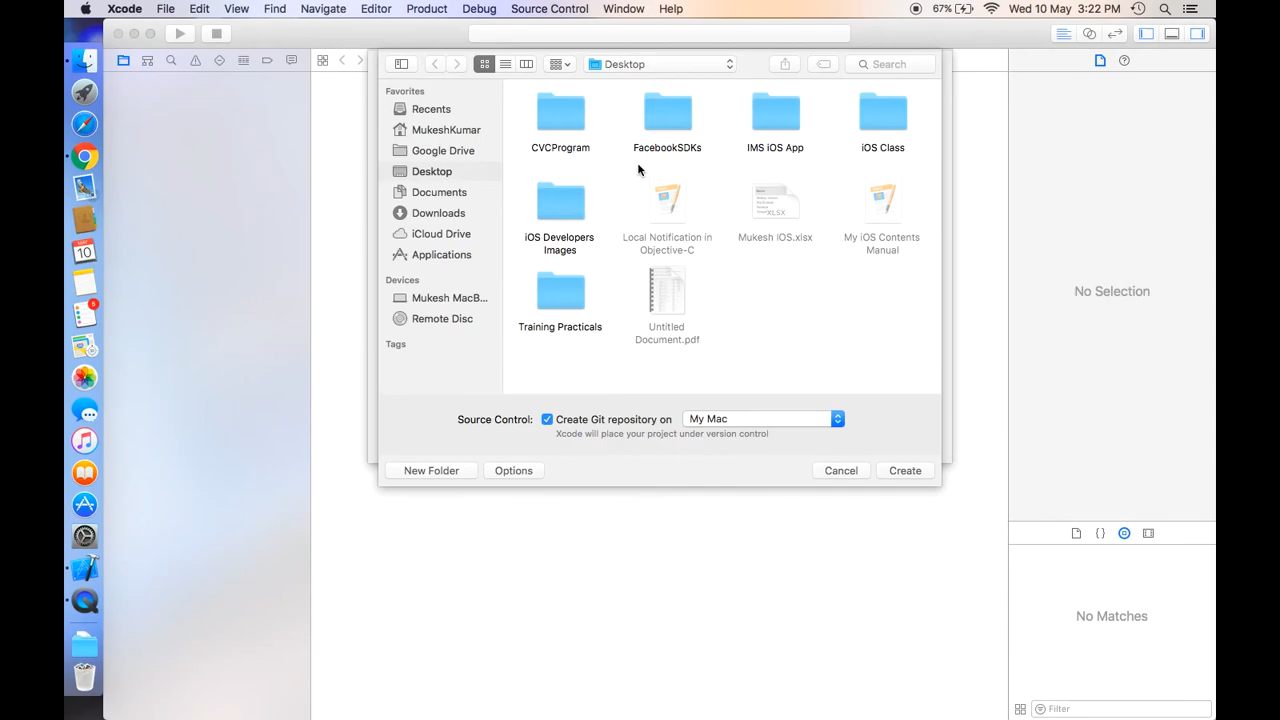 Xcode File Edit View Find Navigate Editor Product Debug Source Control Window Help 67% Wed 10 May 3:22 PM
Desktop
Search
Favorites
Recents
MukeshKumar
Google Drive
Desktop
Documents
Downloads
iCloud Drive
Applications
Devices
Mukesh MacB...
Remote Disc
Tags
CVCProgram
FacebookSDKs
IMS iOS App
iOS Class
iOS Developers
Images
Local Notification in
Objective-C
XLSX
Mukesh IOS.xlsx
My iOS Contents
Manual
Training Practicals
Untitled
Document.pdf
Source Control: Create Git repository on My Mac
Xcode will place your project under version control
New Folder Options Cancel Create
No Selection
No Matches
Filter
MAY
10
5